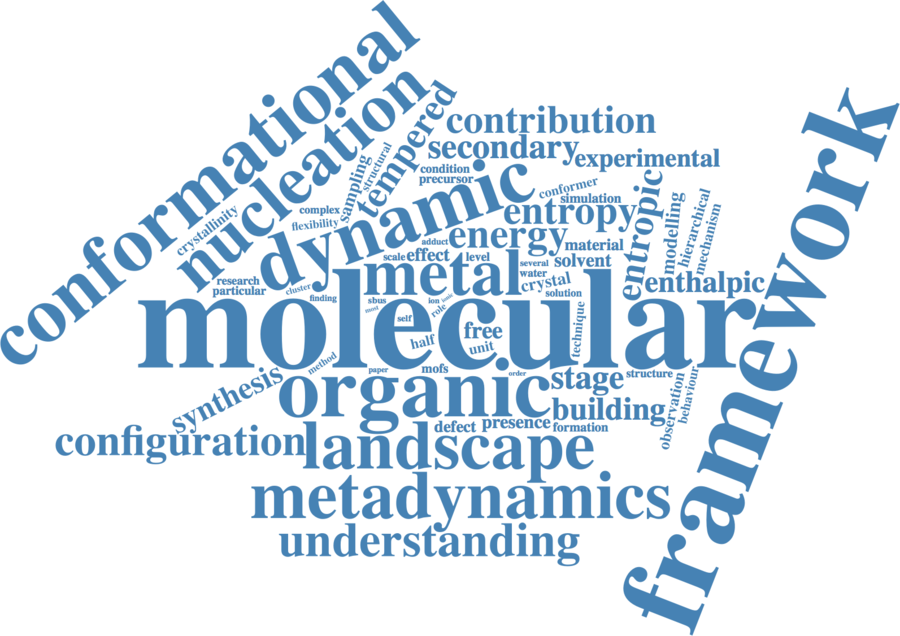 conformational
nucleation
tempered
sampling
structural
contribution
secondary
experimental
condition
precursor
dynamic
conformer
simulation
complex
flexibility
crystallinity
entropy
entropic
modelling
hierarchical
mechanism
framework
adduct
energy
material
scale
effect
level
several
solvent
water
metal
crystal
solution
enthalpic
research
particular
cluster
finding
sbus
most
ion
ionic
role
self
molecular
free
half
unit
technique
method
paper
mofs
order
synthesis
organic
stage
structure
building
observation
behaviour
defect
presence
formation
configuration
landscape
metadynamics
understanding